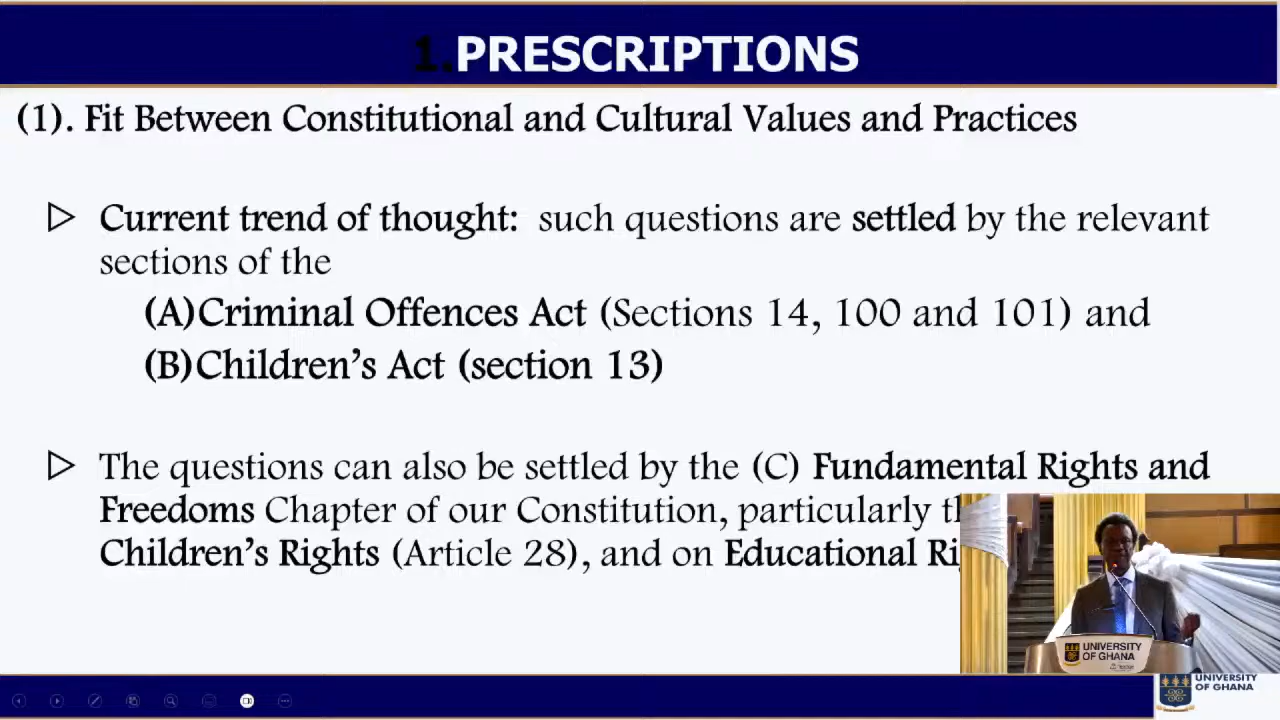 1.PRESCRIPTIONS
(1). Fit Between Constitutional and Cultural Values and Practices
Current trend of thought: such questions are settled by the relevant
sections of the
(A)Criminal Offences Act (Sections 14, 100 and 101) and
(B)Children's Act (section 13)
The questions can also be settled by the (C) Fundamental Rights and
Freedoms Chapter of our Constitution, particularly
Children's Rights (Article 28), and on Educational
UNIVERSITY
OF GHANA
UNIVERSITY
OF GHANA